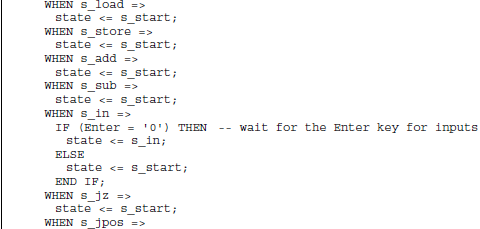 WHEN s_load =>
state <= s_start;
WHEN s_store =>
state <= s_start;
WHEN s_add =>
state <= s_start;
WHEN s_sub =>
state <= s_start;
WHEN s_in =>
IF (Enter = '0') THEN -- wait for the Enter key for inputs
state <= s_in;
ELSE
state <= s_start;
END IF;
WHEN s_jz =>
state <= s_start;
WHEN s_jpos =>